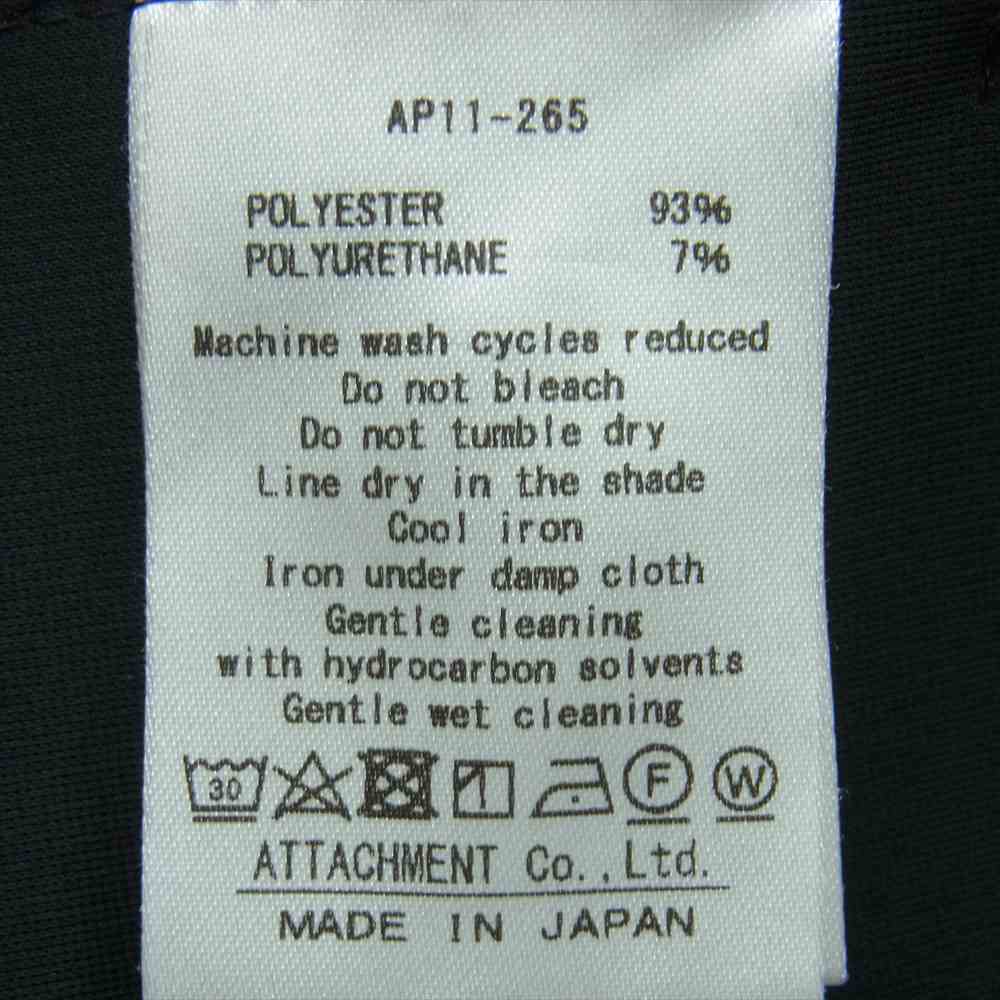 AP11-265
POLYESTER 93%
POLYURETHANE 7%
Machine wash cycles reduced
Do not bleach
Do not tumble dry
Line dry in the shade
Cool iron
Iron under damp cloth
Gentle cleaning
with hydrocarbon solvents
Gentle wet cleaning
30 F W
ATTACHMENT Co.,Ltd.
MADE IN JAPAN